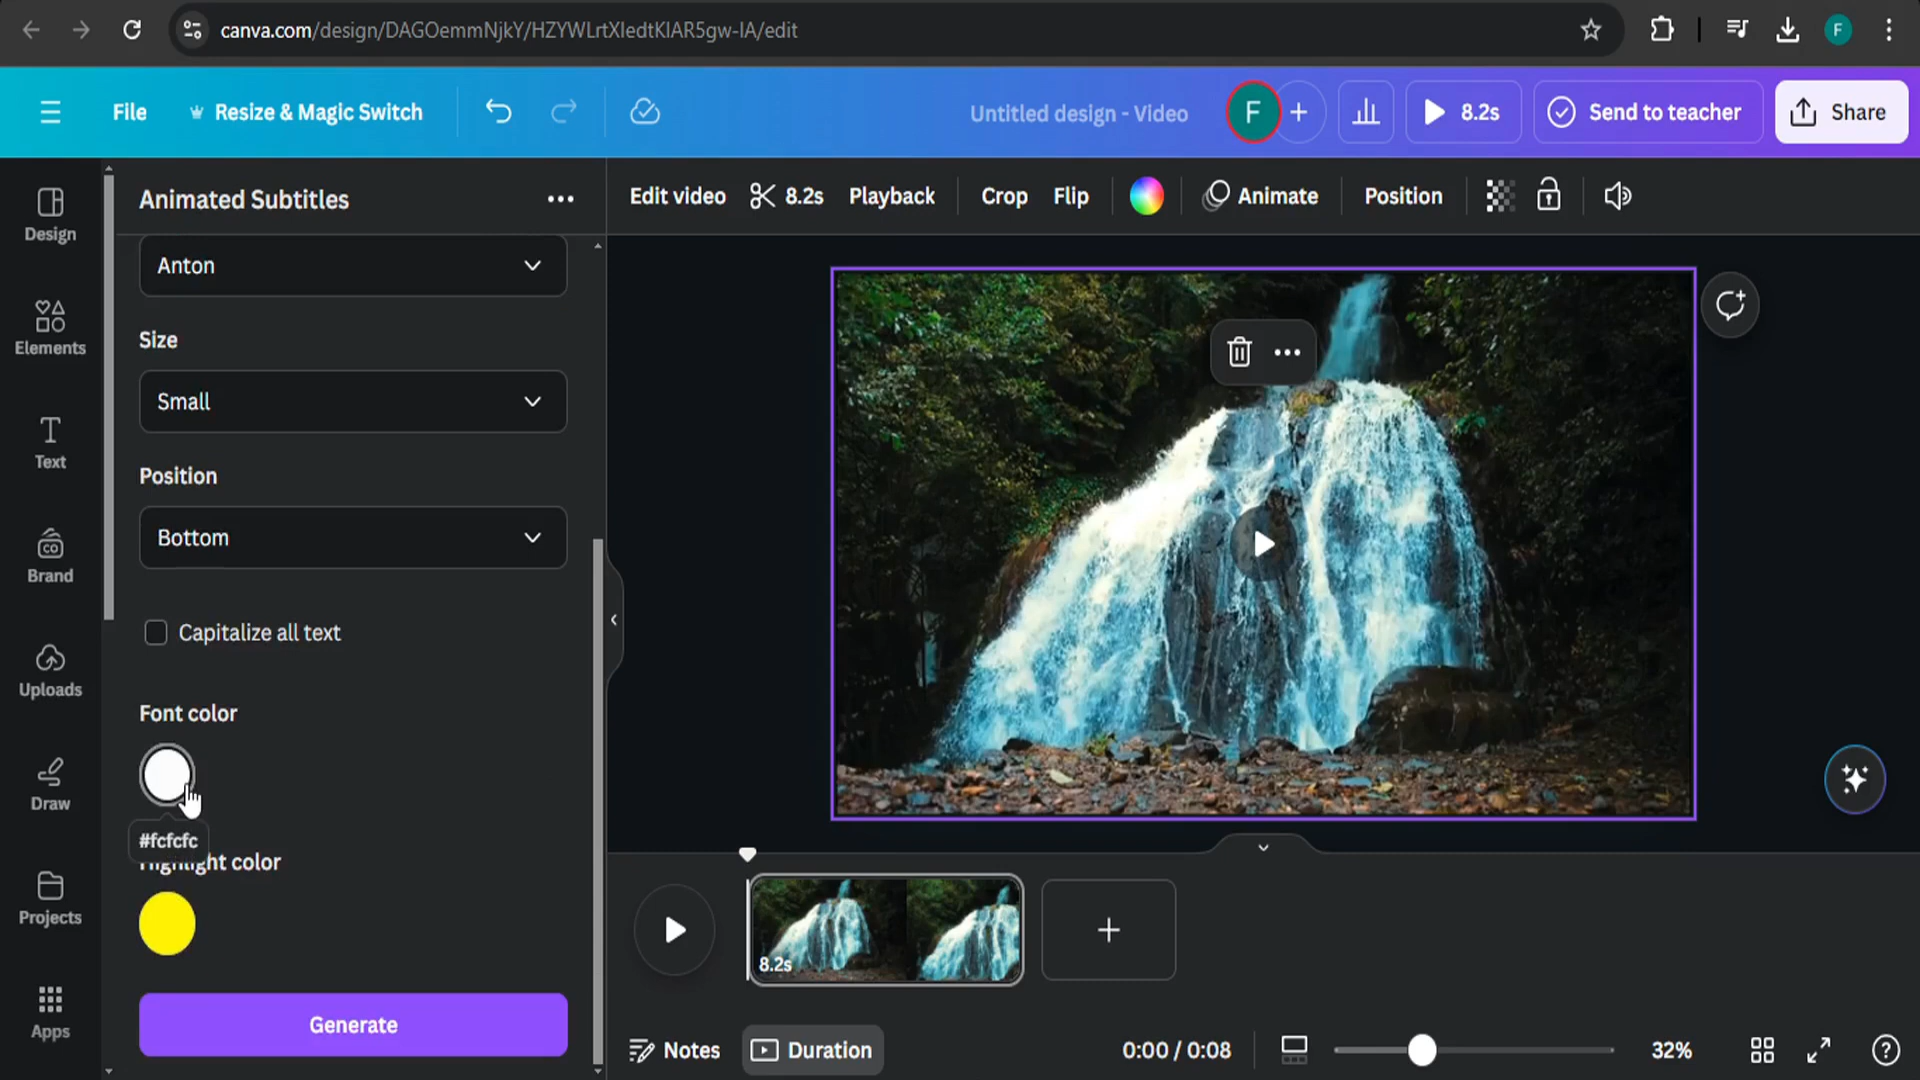 canva.com/design/DAGOemmNjkY/HZYWLrtXledtKlAR5gw-lA/edit
F
File
Resize & Magic Switch
Untitled design - Video
F
8.2s
Send to teacher
Share
Design
Elements
Text
Brand
Uploads
Draw
Projects
Apps
Animated Subtitles
Anton
Size
Small
Position
Bottom
Capitalize all text
Font color
#fcfcfc
Highlight color
Generate
Edit video
8.2s
Playback
Crop
Flip
Animate
Position
8.2s
Notes
Duration
0:00 / 0:08
32%